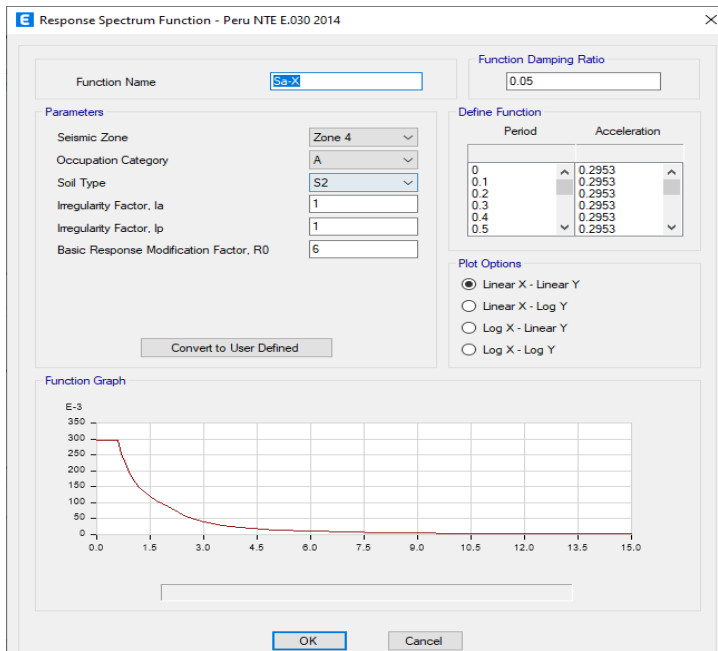 E Response Spectrum Function - Peru NTE E.030 2014
Function Name Sa-X
Function Damping Ratio
0.05
Parameters
Seismic Zone Zone 4
Occupation Category A
Soil Type S2
Irregularity Factor, Ia 1
Irregularity Factor, Ip 1
Basic Response Modification Factor, R0 6
Convert to User Defined
Define Function
Period Acceleration
0 0.2953
0.1 0.2953
0.2 0.2953
0.3 0.2953
0.4 0.2953
0.5 0.2953
Plot Options
Linear X - Linear Y
Linear X - Log Y
Log X - Linear Y
Log X - Log Y
Function Graph
E-3
350
300
250
200
150
100
50
0
0.0 1.5 3.0 4.5 6.0 7.5 9.0 10.5 12.0 13.5 15.0
OK Cancel